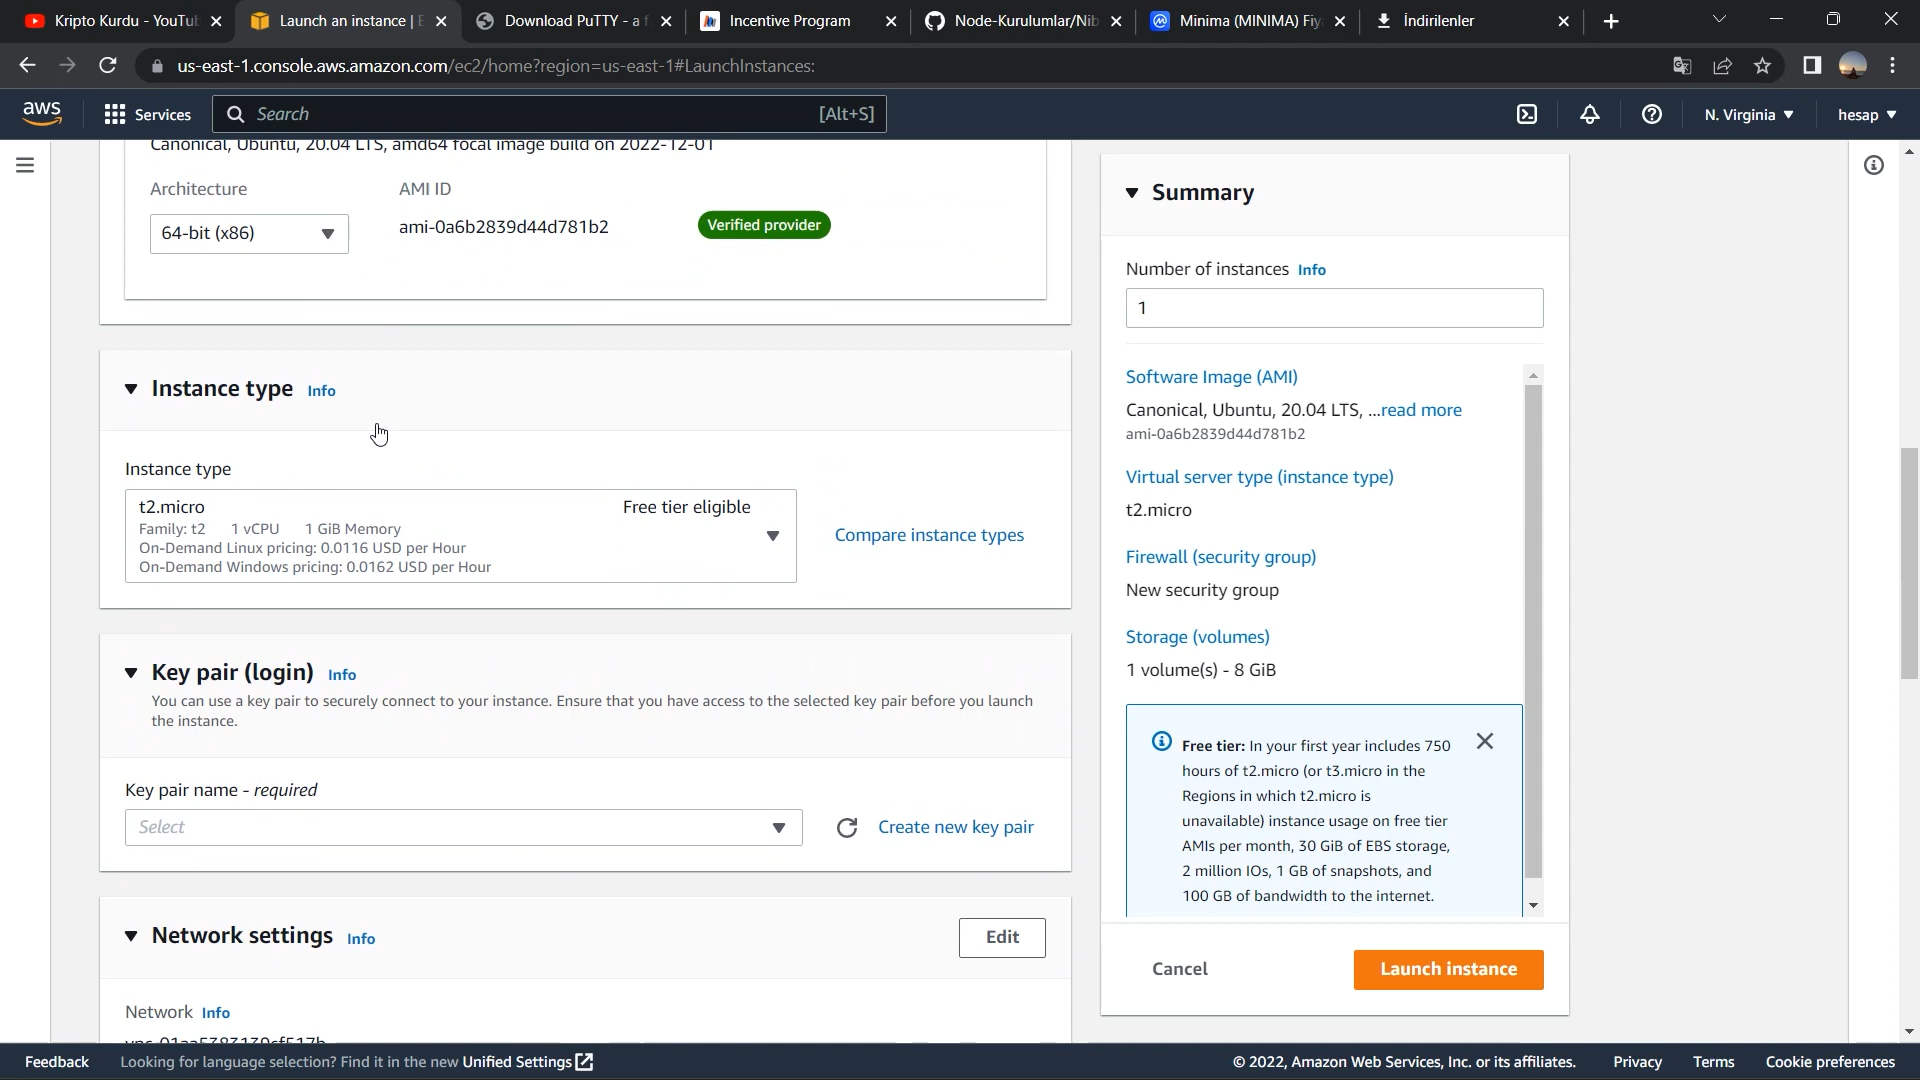 Kripto Kurdu - YouTu
Launch an instance | E
Download PuTTY - a f
Incentive Program
Node-Kurulumlar/Nib
Minima (MINIMA) Fiy
İndirilenler
us-east-1.console.aws.amazon.com/ec2/home?region=us-east-1#LaunchInstances:
aws
Services
Search
[Alt+S]
N. Virginia
hesap
Canonical, Ubuntu, 20.04 LTS, amd64 focal image build on 2022-12-01
Architecture
AMI ID
64-bit (x86)
ami-0a6b2839d44d781b2
Verified provider
Instance type Info
Instance type
t2.micro
Free tier eligible
Family: t2 1 vCPU 1 GiB Memory
On-Demand Linux pricing: 0.0116 USD per Hour
On-Demand Windows pricing: 0.0162 USD per Hour
Compare instance types
Key pair (login) Info
You can use a key pair to securely connect to your instance. Ensure that you have access to the selected key pair before you launch
the instance.
Key pair name - required
Select
Create new key pair
Network settings Info
Edit
Network Info
Summary
Number of instances Info
1
Software Image (AMI)
Canonical, Ubuntu, 20.04 LTS, ...read more
ami-0a6b2839d44d781b2
Virtual server type (instance type)
t2.micro
Firewall (security group)
New security group
Storage (volumes)
1 volume(s) - 8 GiB
Free tier: In your first year includes 750
hours of t2.micro (or t3.micro in the
Regions in which t2.micro is
unavailable) instance usage on free tier
AMIs per month, 30 GiB of EBS storage,
2 million IOs, 1 GB of snapshots, and
100 GB of bandwidth to the internet.
Cancel
Launch instance
Feedback
Looking for language selection? Find it in the new Unified Settings
© 2022, Amazon Web Services, Inc. or its affiliates.
Privacy
Terms
Cookie preferences